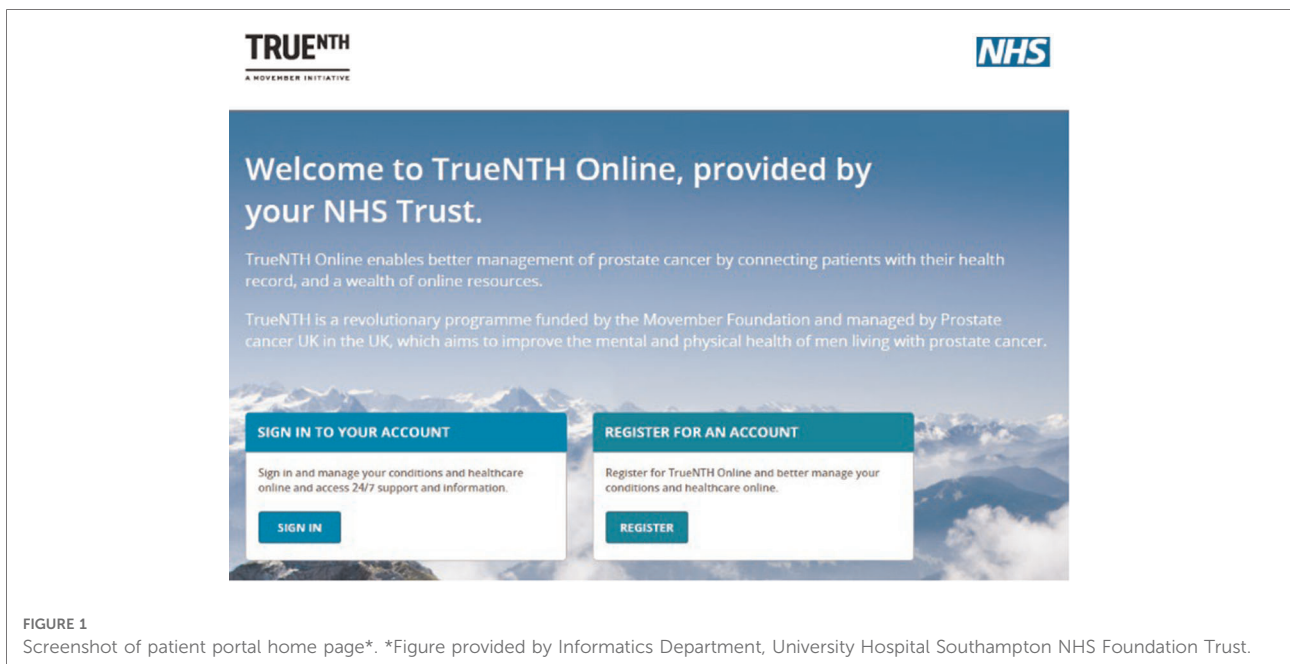 TRUENTH
A MOVEMBER INITIATIVE
NHS
Welcome to TrueNTH Online, provided by
your NHS Trust.
TrueNTH Online enables better management of prostate cancer by connecting patients with their health
record, and a wealth of online resources.
TrueNTH is a revolutionary programme funded by the Movember Foundation and managed by Prostate
cancer UK in the UK, which aims to improve the mental and physical health of men living with prostate cancer.
SIGN IN TO YOUR ACCOUNT
Sign in and manage your conditions and healthcare
online and access 24/7 support and information.
SIGN IN
REGISTER FOR AN ACCOUNT
Register for TrueNTH Online and better manage your
conditions and healthcare online.
REGISTER
FIGURE 1
Screenshot of patient portal home page*. *Figure provided by Informatics Department, University Hospital Southampton NHS Foundation Trust.